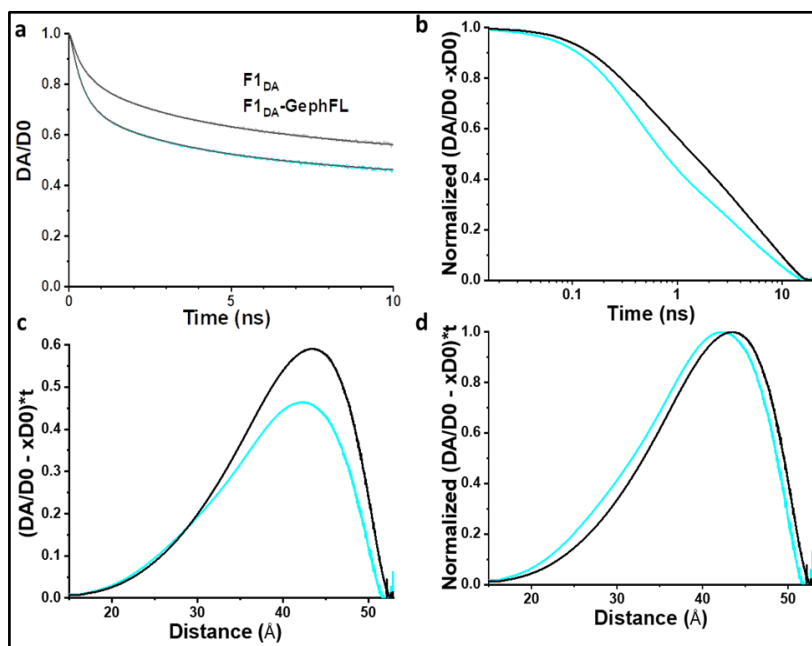 a
1.0
0.8
0.6
0.4
0.2
0.0
DA/D0
F1DA
F1DA-GephFL
0
5
10
Time (ns)
b
1.0
0.8
0.6
0.4
0.2
0.0
Normalized (DA/D0 -xD0)
0.1
1
10
Time (ns)
c
0.6
0.5
0.4
0.3
0.2
0.1
0
(DA/D0 - xD0)*t
20
30
40
50
Distance (Å)
d
1.0
0.8
0.6
0.4
0.2
0.0
Normalized (DA/D0 - xD0)*t
20
30
40
50
Distance (Å)